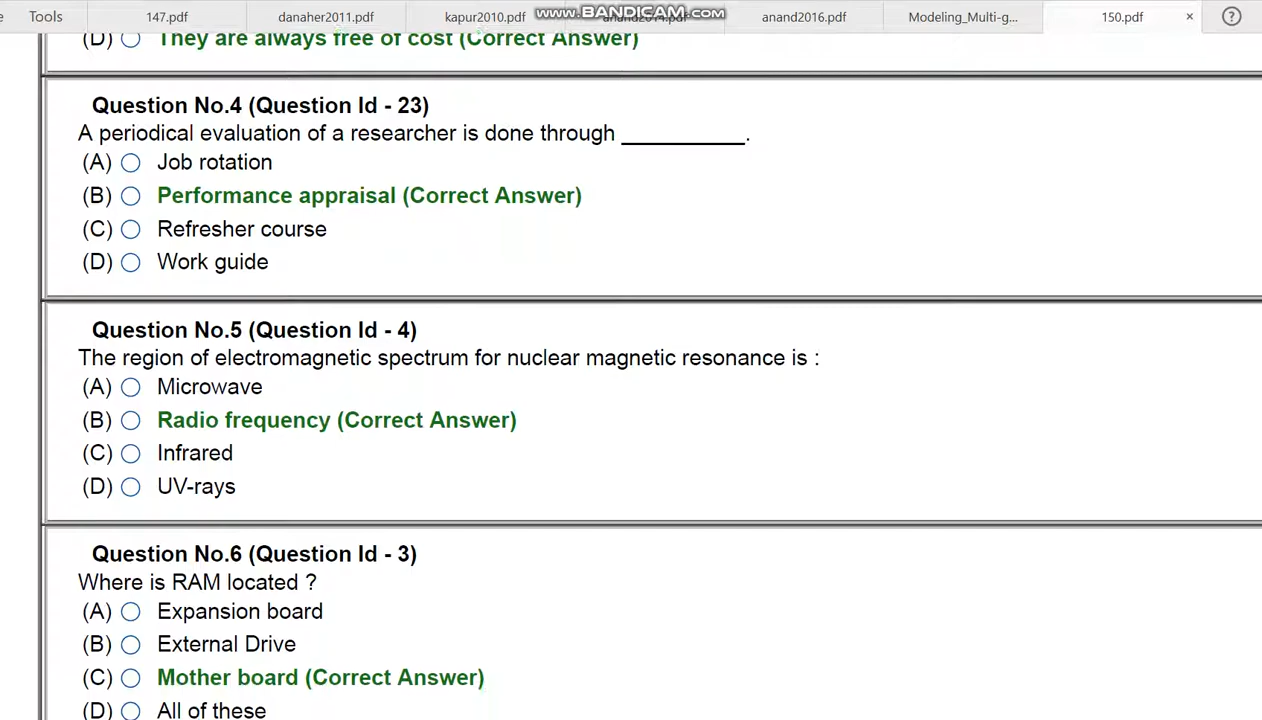 Tools 147.pdf danaher2011.pdf kapur2010.pdf anand2014.pdf anand2016.pdf Modeling_Multi-g... 150.pdf × ?
www.BANDICAM.com
(D) They are always free of cost (Correct Answer)
Question No.4 (Question Id - 23)
A periodical evaluation of a researcher is done through __________.
(A) Job rotation
(B) Performance appraisal (Correct Answer)
(C) Refresher course
(D) Work guide
Question No.5 (Question Id - 4)
The region of electromagnetic spectrum for nuclear magnetic resonance is :
(A) Microwave
(B) Radio frequency (Correct Answer)
(C) Infrared
(D) UV-rays
Question No.6 (Question Id - 3)
Where is RAM located ?
(A) Expansion board
(B) External Drive
(C) Mother board (Correct Answer)
(D) All of these